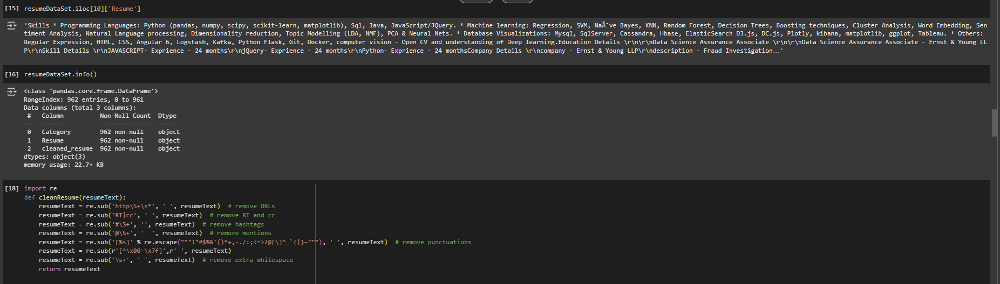 [15] resumeDataSet.iloc[10]['Resume']
'Skills * Programming Languages: Python (pandas, numpy, scipy, scikit-learn, matplotlib), Sql, Java, JavaScript/JQuery. * Machine learning: Regression, SVM, NaÃ¯ve Bayes, KNN, Random Forest, Decision Trees, Boosting techniques, Cluster Analysis, Word Embedding, Sen
timent Analysis, Natural Language processing, Dimensionality reduction, Topic Modelling (LDA, NMF), PCA & Neural Nets. * Database Visualizations: Mysql, SqlServer, Cassandra, Hbase, ElasticSearch D3.js, DC.js, Plotly, kibana, matplotlib, ggplot, Tableau. * Others:
Regular Expression, HTML, CSS, Angular 6, Logstash, Kafka, Python Flask, Git, Docker, computer vision - Open CV and understanding of Deep learning.Education Details \r\n\r\nData Science Assurance Associate \r\n\r\nData Science Assurance Associate - Ernst & Young LL
P\r\nSkill Details \r\nJAVASCRIPT- Exprience - 24 months\r\njQuery- Exprience - 24 months\r\nPython- Exprience - 24 monthsCompany Details \r\ncompany - Ernst & Young LLP\r\ndescription - Fraud Investigation…'
[16] resumeDataSet.info()
<class 'pandas.core.frame.DataFrame'>
RangeIndex: 962 entries, 0 to 961
Data columns (total 3 columns):
 #   Column          Non-Null Count  Dtype
---  ------          --------------  -----
 0   Category        962 non-null    object
 1   Resume          962 non-null    object
 2   cleaned_resume  962 non-null    object
dtypes: object(3)
memory usage: 22.7+ KB
[18] import re
def cleanResume(resumeText):
    resumeText = re.sub('http\S+\s*', ' ', resumeText)  # remove URLs
    resumeText = re.sub('RT|cc', ' ', resumeText)  # remove RT and cc
    resumeText = re.sub('#\S+', '', resumeText)  # remove hashtags
    resumeText = re.sub('@\S+', '  ', resumeText)  # remove mentions
    resumeText = re.sub('[%s]' % re.escape("""!"#$%&'()*+,-./:;<=>?@[\]^_`{|}~"""), ' ', resumeText)  # remove punctuations
    resumeText = re.sub(r'[^\x00-\x7f]',r' ', resumeText)
    resumeText = re.sub('\s+', ' ', resumeText)  # remove extra whitespace
    return resumeText